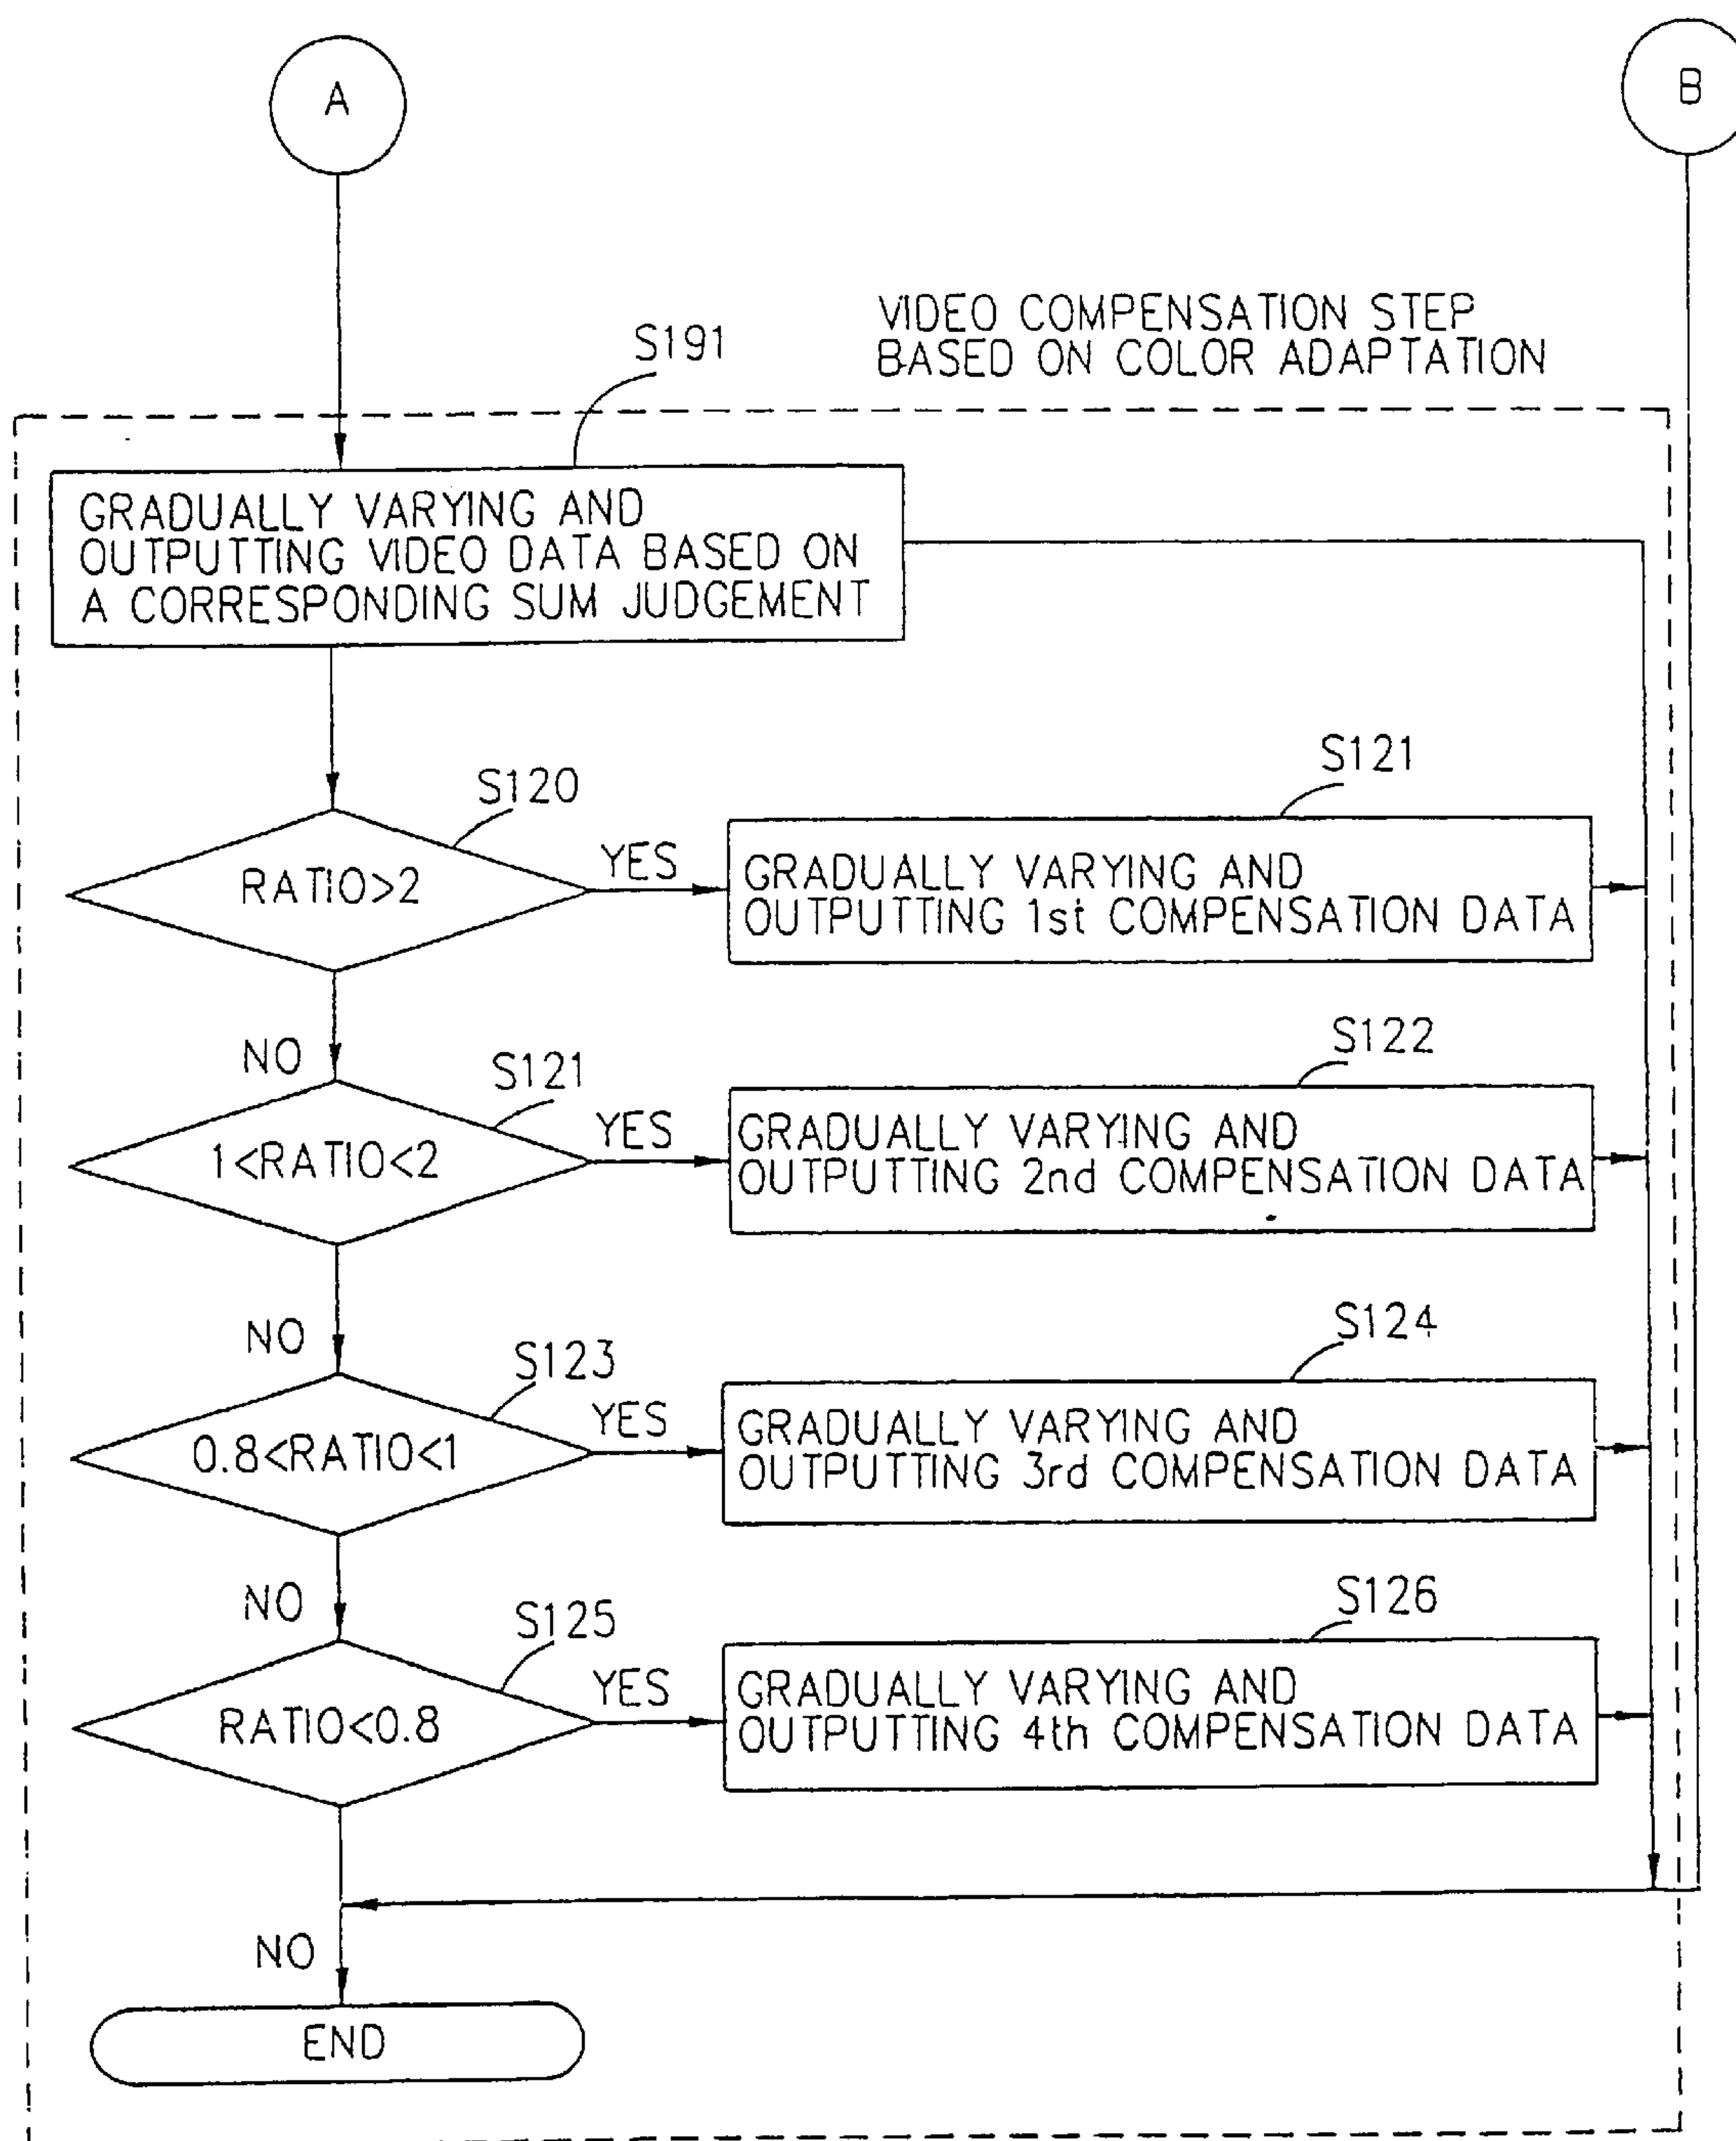 A
B
VIDEO COMPENSATION STEP
BASED ON COLOR ADAPTATION
S191
GRADUALLY VARYING AND
OUTPUTTING VIDEO DATA BASED ON
A CORRESPONDING SUM JUDGEMENT
S120
RATIO>2
YES
S121
GRADUALLY VARYING AND
OUTPUTTING 1st COMPENSATION DATA
NO
S121
1<RATIO<2
YES
S122
GRADUALLY VARYING AND
OUTPUTTING 2nd COMPENSATION DATA
NO
S123
0.8<RATIO<1
YES
S124
GRADUALLY VARYING AND
OUTPUTTING 3rd COMPENSATION DATA
NO
S125
RATIO<0.8
YES
S126
GRADUALLY VARYING AND
OUTPUTTING 4th COMPENSATION DATA
NO
END